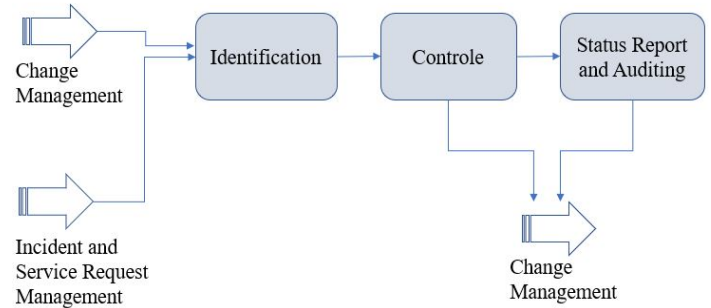 Change
Management
Identification
Controle
Status Report
and Auditing
Incident and
Service Request
Management
Change
Management